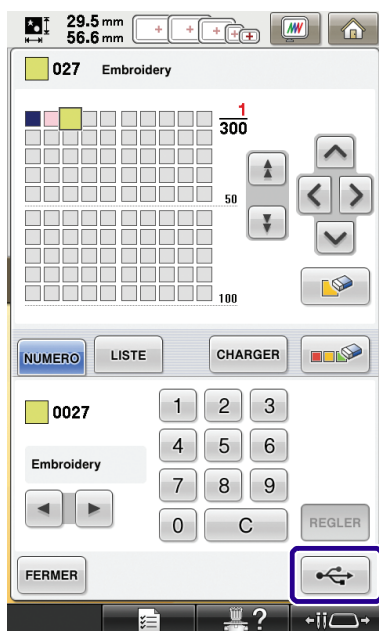 29.5 mm
56.6 mm
027 Embroidery
1
300
50
100
NUMERO LISTE CHARGER
0027
1 2 3
Embroidery
4 5 6
7 8 9
0 C REGLER
FERMER
?